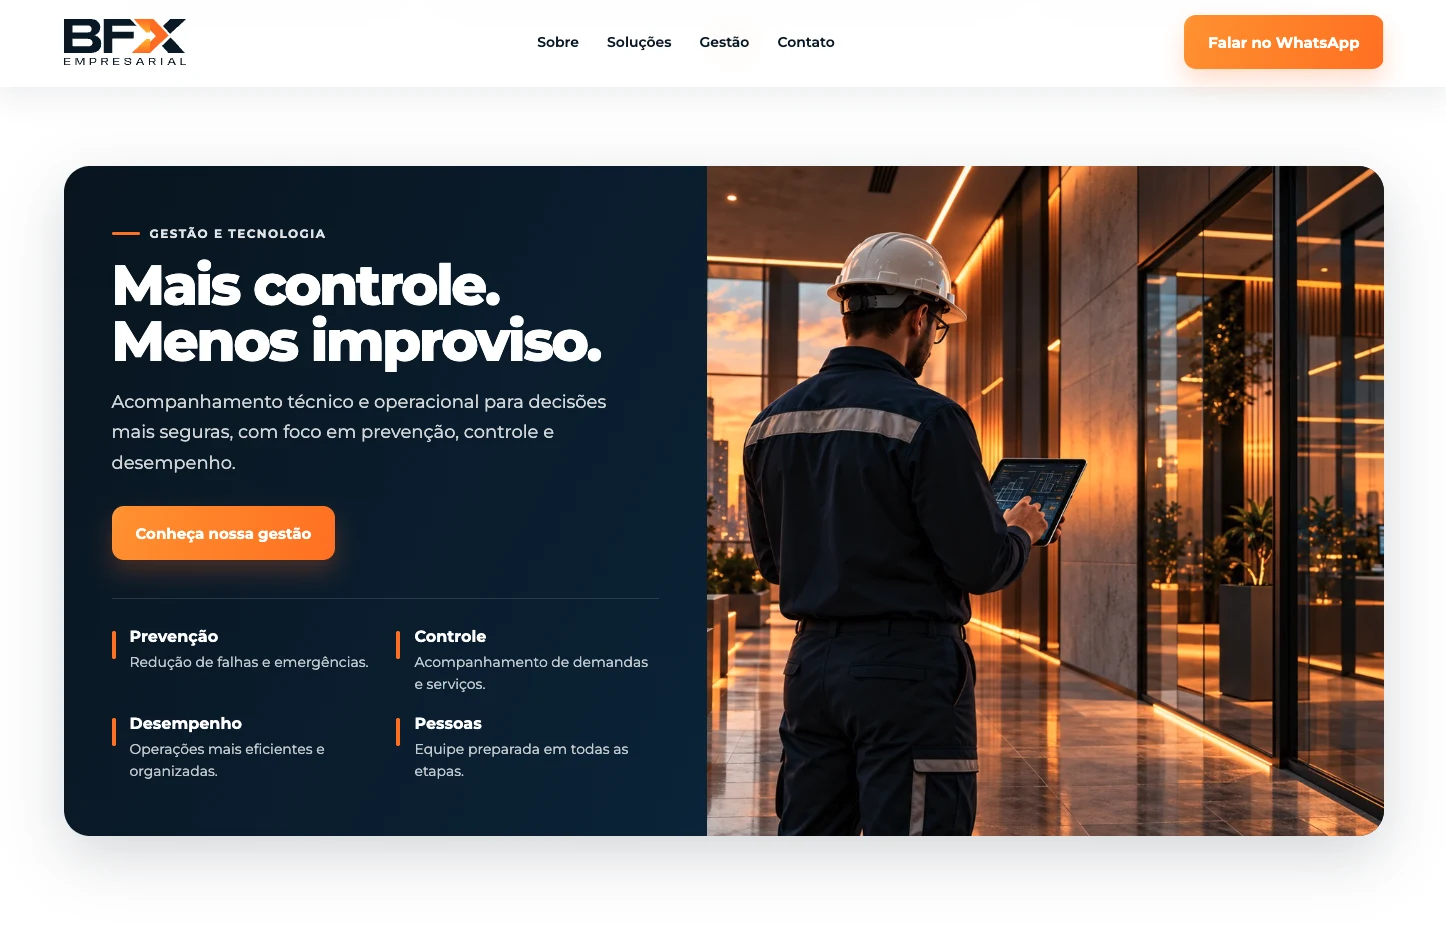 BFX
EMPRESARIAL
Sobre
Soluções
Gestão
Contato
Falar no WhatsApp
GESTÃO E TECNOLOGIA
Mais controle.
Menos improviso.
Acompanhamento técnico e operacional para decisões
mais seguras, com foco em prevenção, controle e
desempenho.
Conheça nossa gestão
Prevenção
Redução de falhas e emergências.
Controle
Acompanhamento de demandas
e serviços.
Desempenho
Operações mais eficientes e
organizadas.
Pessoas
Equipe preparada em todas as
etapas.